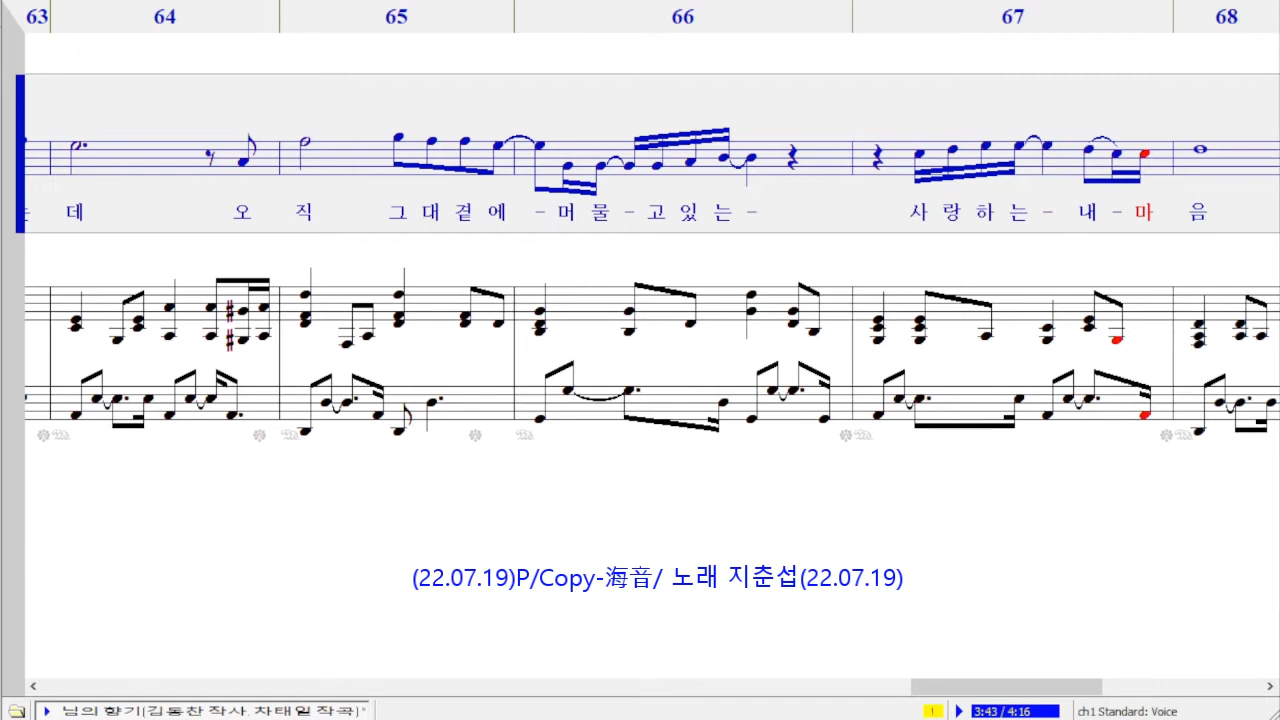 63 64 65 66 67 68
데 오 직 그 대 곁 에 - 머 물 - 고 있 는 - 사 랑 하 는 - 내 - 마 음
(22.07.19)P/Copy-海音/ 노래 지춘섭(22.07.19)
님의 향기(김동찬 작사, 차태일 작곡)*
! 3:43 / 4:16 ch1 Standard: Voice